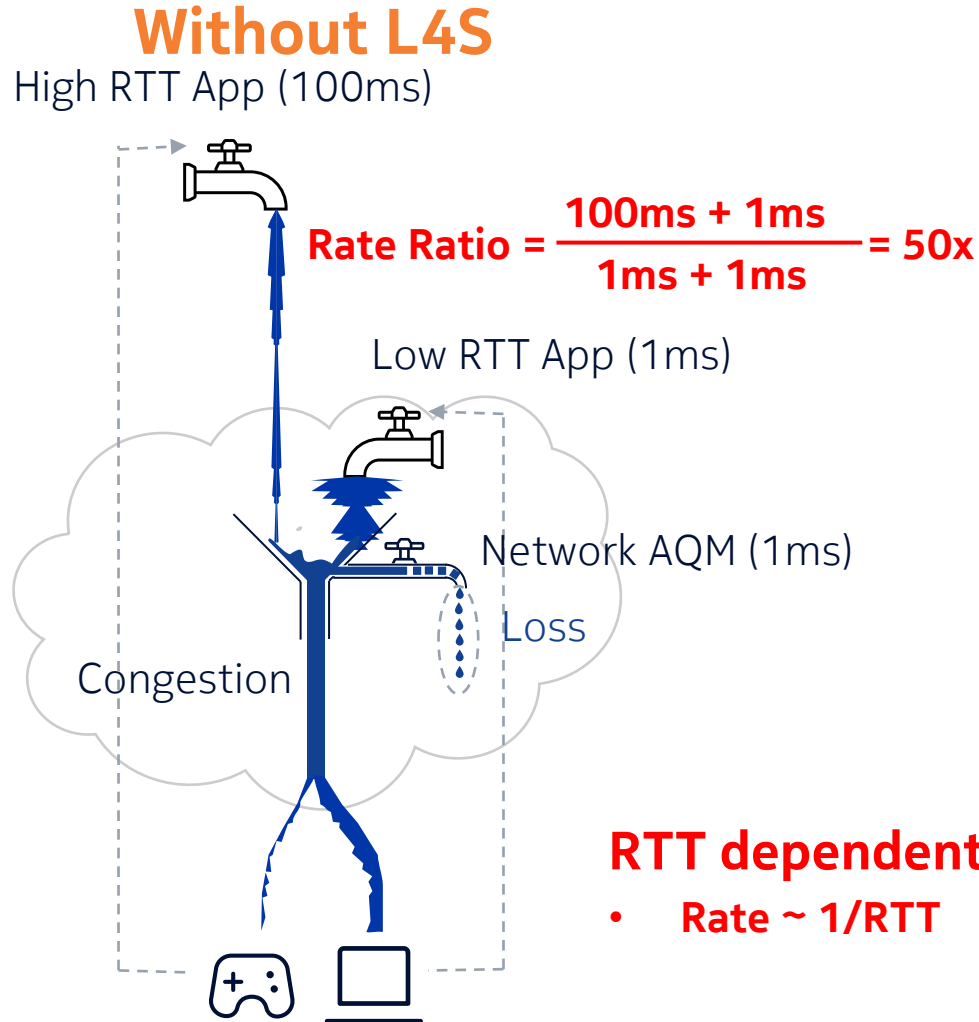 Without L4S
High RTT App (100ms)
Rate Ratio = 100ms + 1ms / 1ms + 1ms = 50x
Low RTT App (1ms)
Network AQM (1ms)
Loss
Congestion
RTT dependent
• Rate ~ 1/RTT